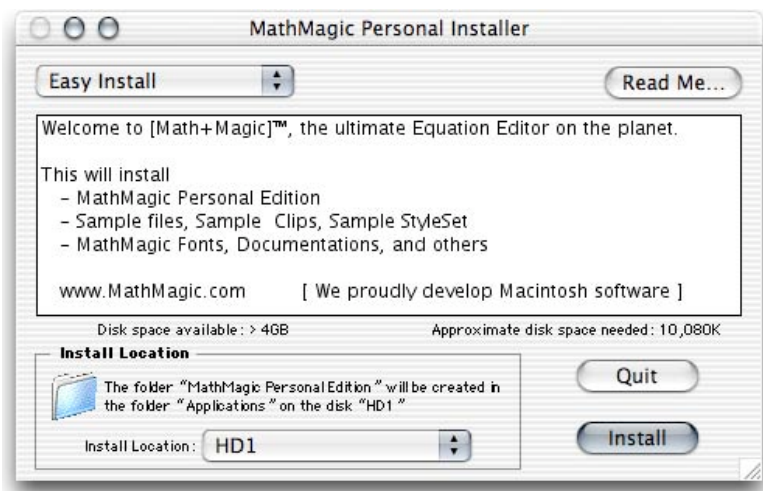 MathMagic Personal Installer
Easy Install
Read Me...
Welcome to [Math+Magic]™, the ultimate Equation Editor on the planet.
This will install
– MathMagic Personal Edition
– Sample files, Sample Clips, Sample StyleSet
– MathMagic Fonts, Documentations, and others
www.MathMagic.com [ We proudly develop Macintosh software ]
Disk space available: > 4GB Approximate disk space needed: 10,080K
Install Location
The folder "MathMagic Personal Edition" will be created in
the folder "Applications" on the disk "HD1"
Install Location: HD1
Quit
Install